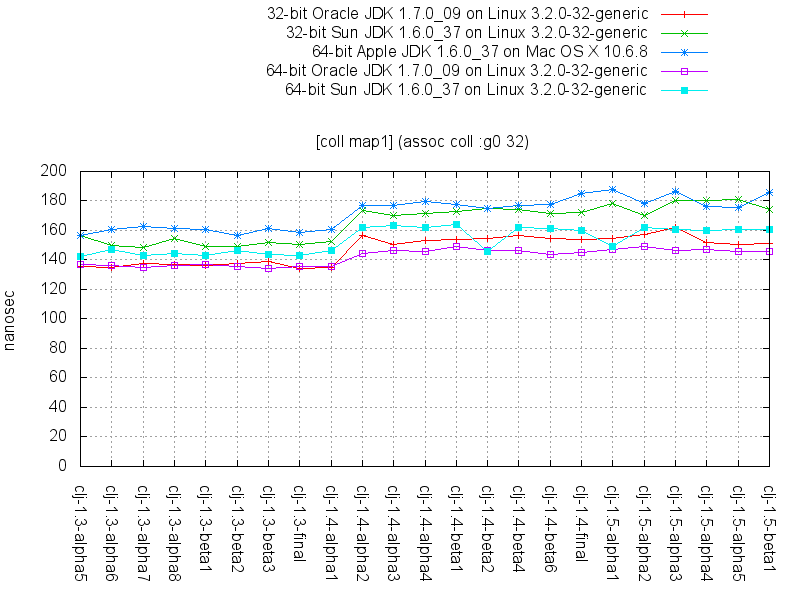 32-bit Oracle JDK 1.7.0_09 on Linux 3.2.0-32-generic
32-bit Sun JDK 1.6.0_37 on Linux 3.2.0-32-generic
64-bit Apple JDK 1.6.0_37 on Mac OS X 10.6.8
64-bit Oracle JDK 1.7.0_09 on Linux 3.2.0-32-generic
64-bit Sun JDK 1.6.0_37 on Linux 3.2.0-32-generic
[coll map1] (assoc coll :g0 32)
200
180
160
140
120
100
80
60
40
20
0
nanosec
clj-1.3-alpha5
clj-1.3-alpha6
clj-1.3-alpha7
clj-1.3-alpha8
clj-1.3-beta1
clj-1.3-beta2
clj-1.3-beta3
clj-1.3-final
clj-1.4-alpha1
clj-1.4-alpha2
clj-1.4-alpha3
clj-1.4-alpha4
clj-1.4-beta1
clj-1.4-beta2
clj-1.4-beta4
clj-1.4-beta6
clj-1.4-final
clj-1.5-alpha1
clj-1.5-alpha2
clj-1.5-alpha3
clj-1.5-alpha4
clj-1.5-alpha5
clj-1.5-beta1